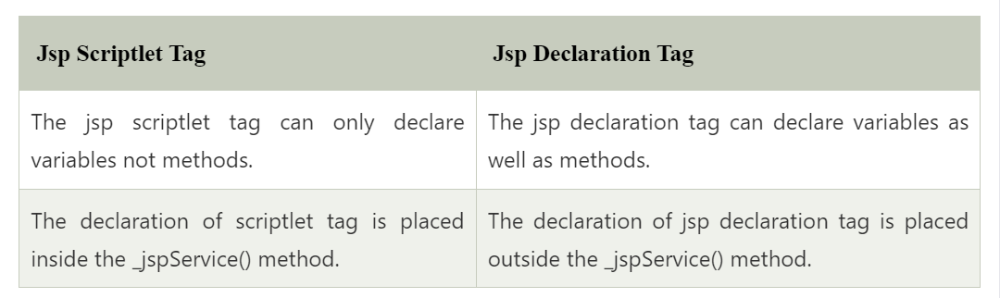 Jsp Scriptlet Tag
Jsp Declaration Tag
The jsp scriptlet tag can only declare
variables not methods.
The jsp declaration tag can declare variables as
well as methods.
The declaration of scriptlet tag is placed
inside the _jspService() method.
The declaration of jsp declaration tag is placed
outside the _jspService() method.